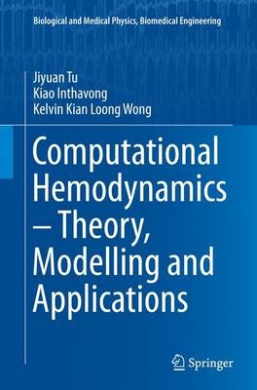 Biological and Medical Physics, Biomedical Engineering
Jiyuan Tu
Kiao Inthavong
Kelvin Kian Loong Wong
Computational
Hemodynamics
– Theory,
Modelling and
Applications
Springer